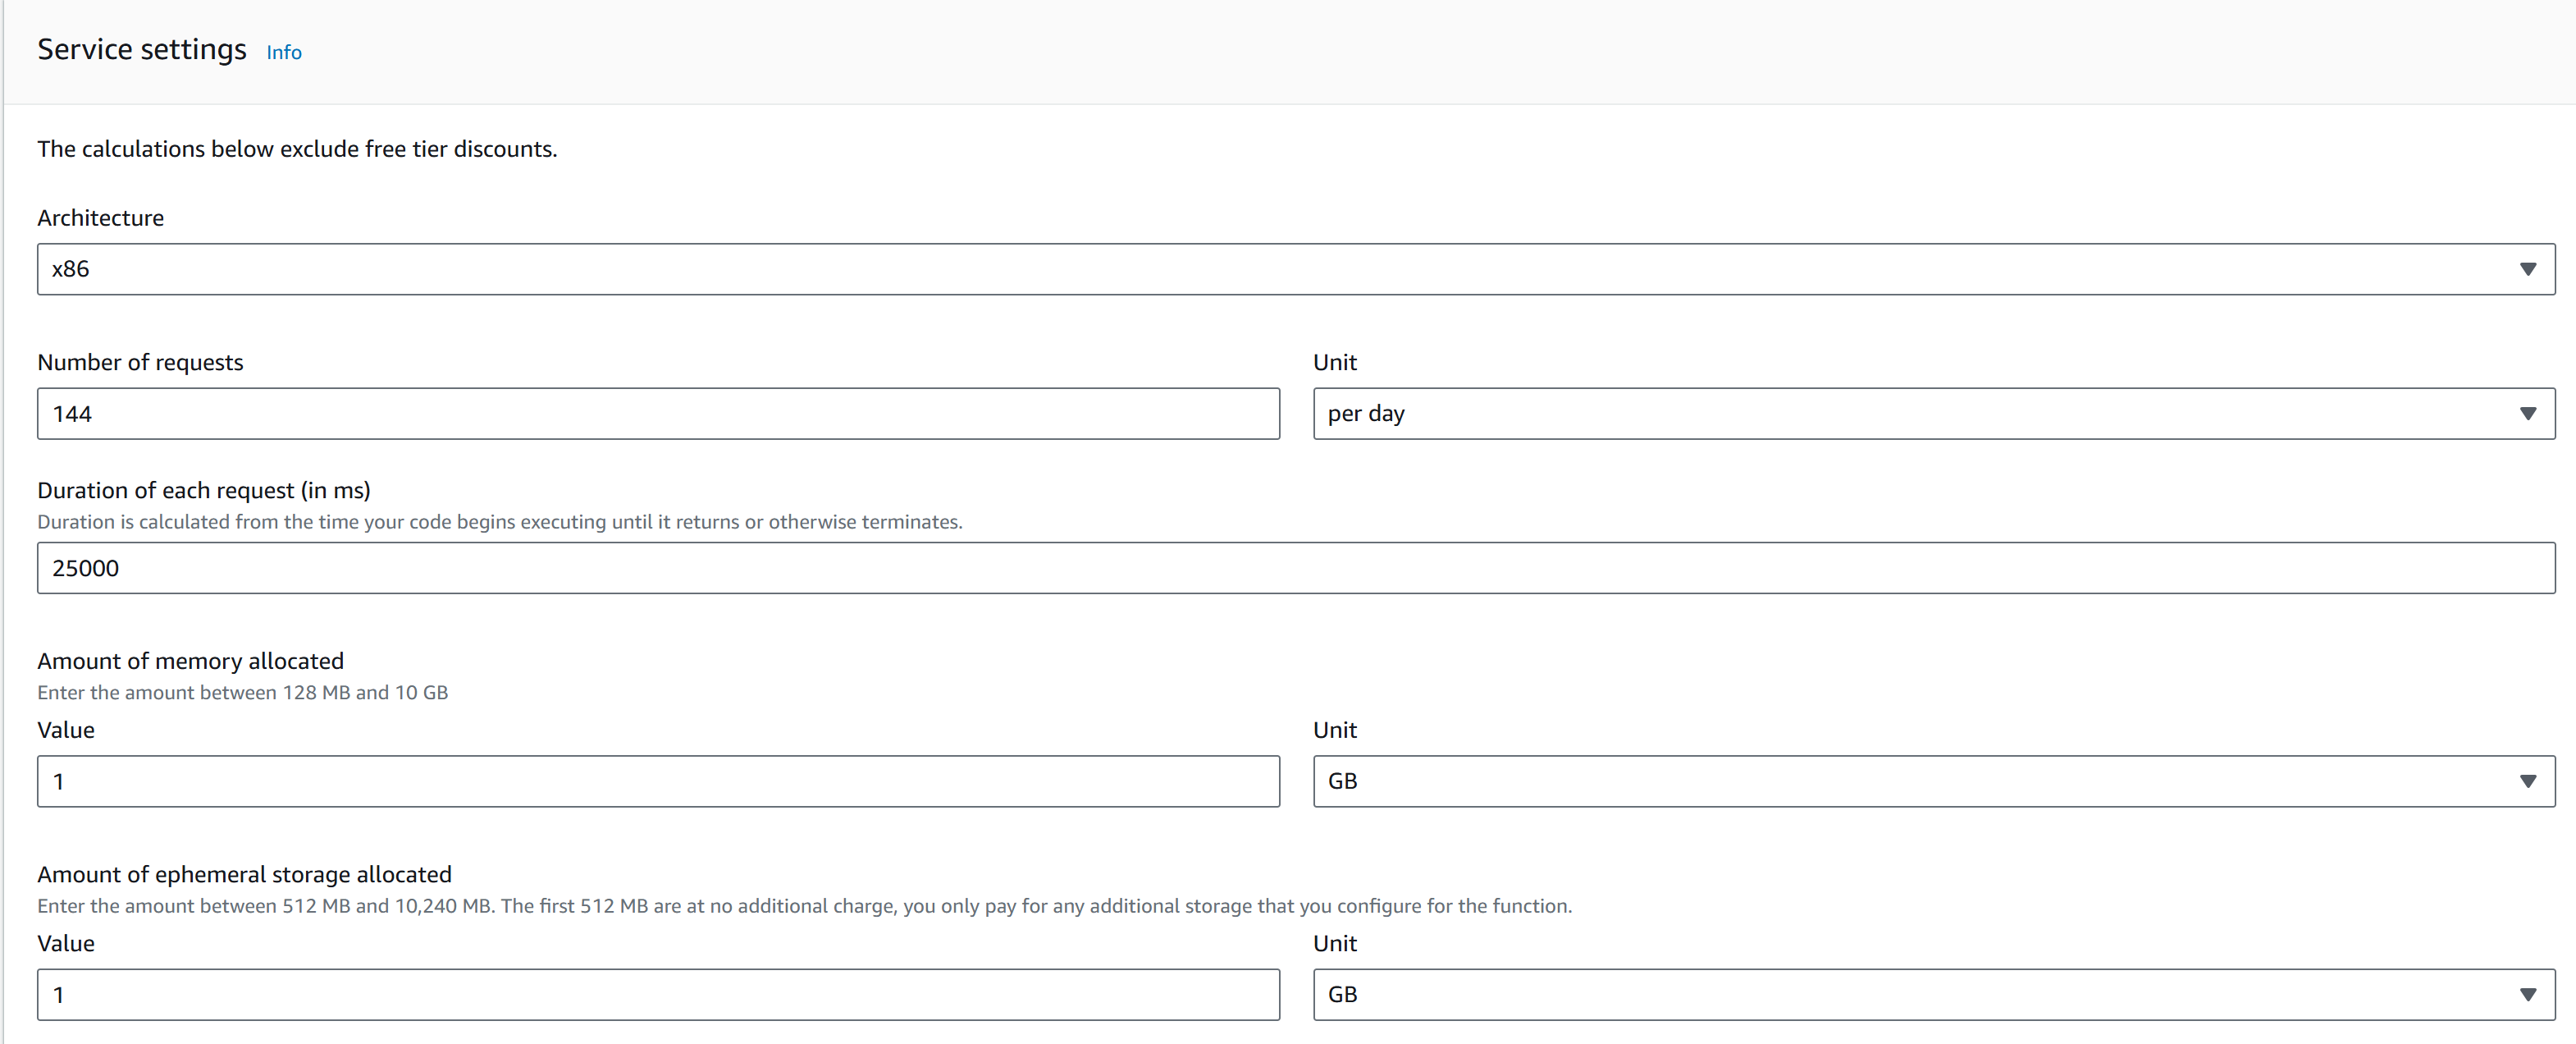 Service settings Info
The calculations below exclude free tier discounts.
Architecture
x86
Number of requests
Unit
144
per day
Duration of each request (in ms)
Duration is calculated from the time your code begins executing until it returns or otherwise terminates.
25000
Amount of memory allocated
Enter the amount between 128 MB and 10 GB
Value
Unit
1
GB
Amount of ephemeral storage allocated
Enter the amount between 512 MB and 10,240 MB. The first 512 MB are at no additional charge, you only pay for any additional storage that you configure for the function.
Value
Unit
1
GB